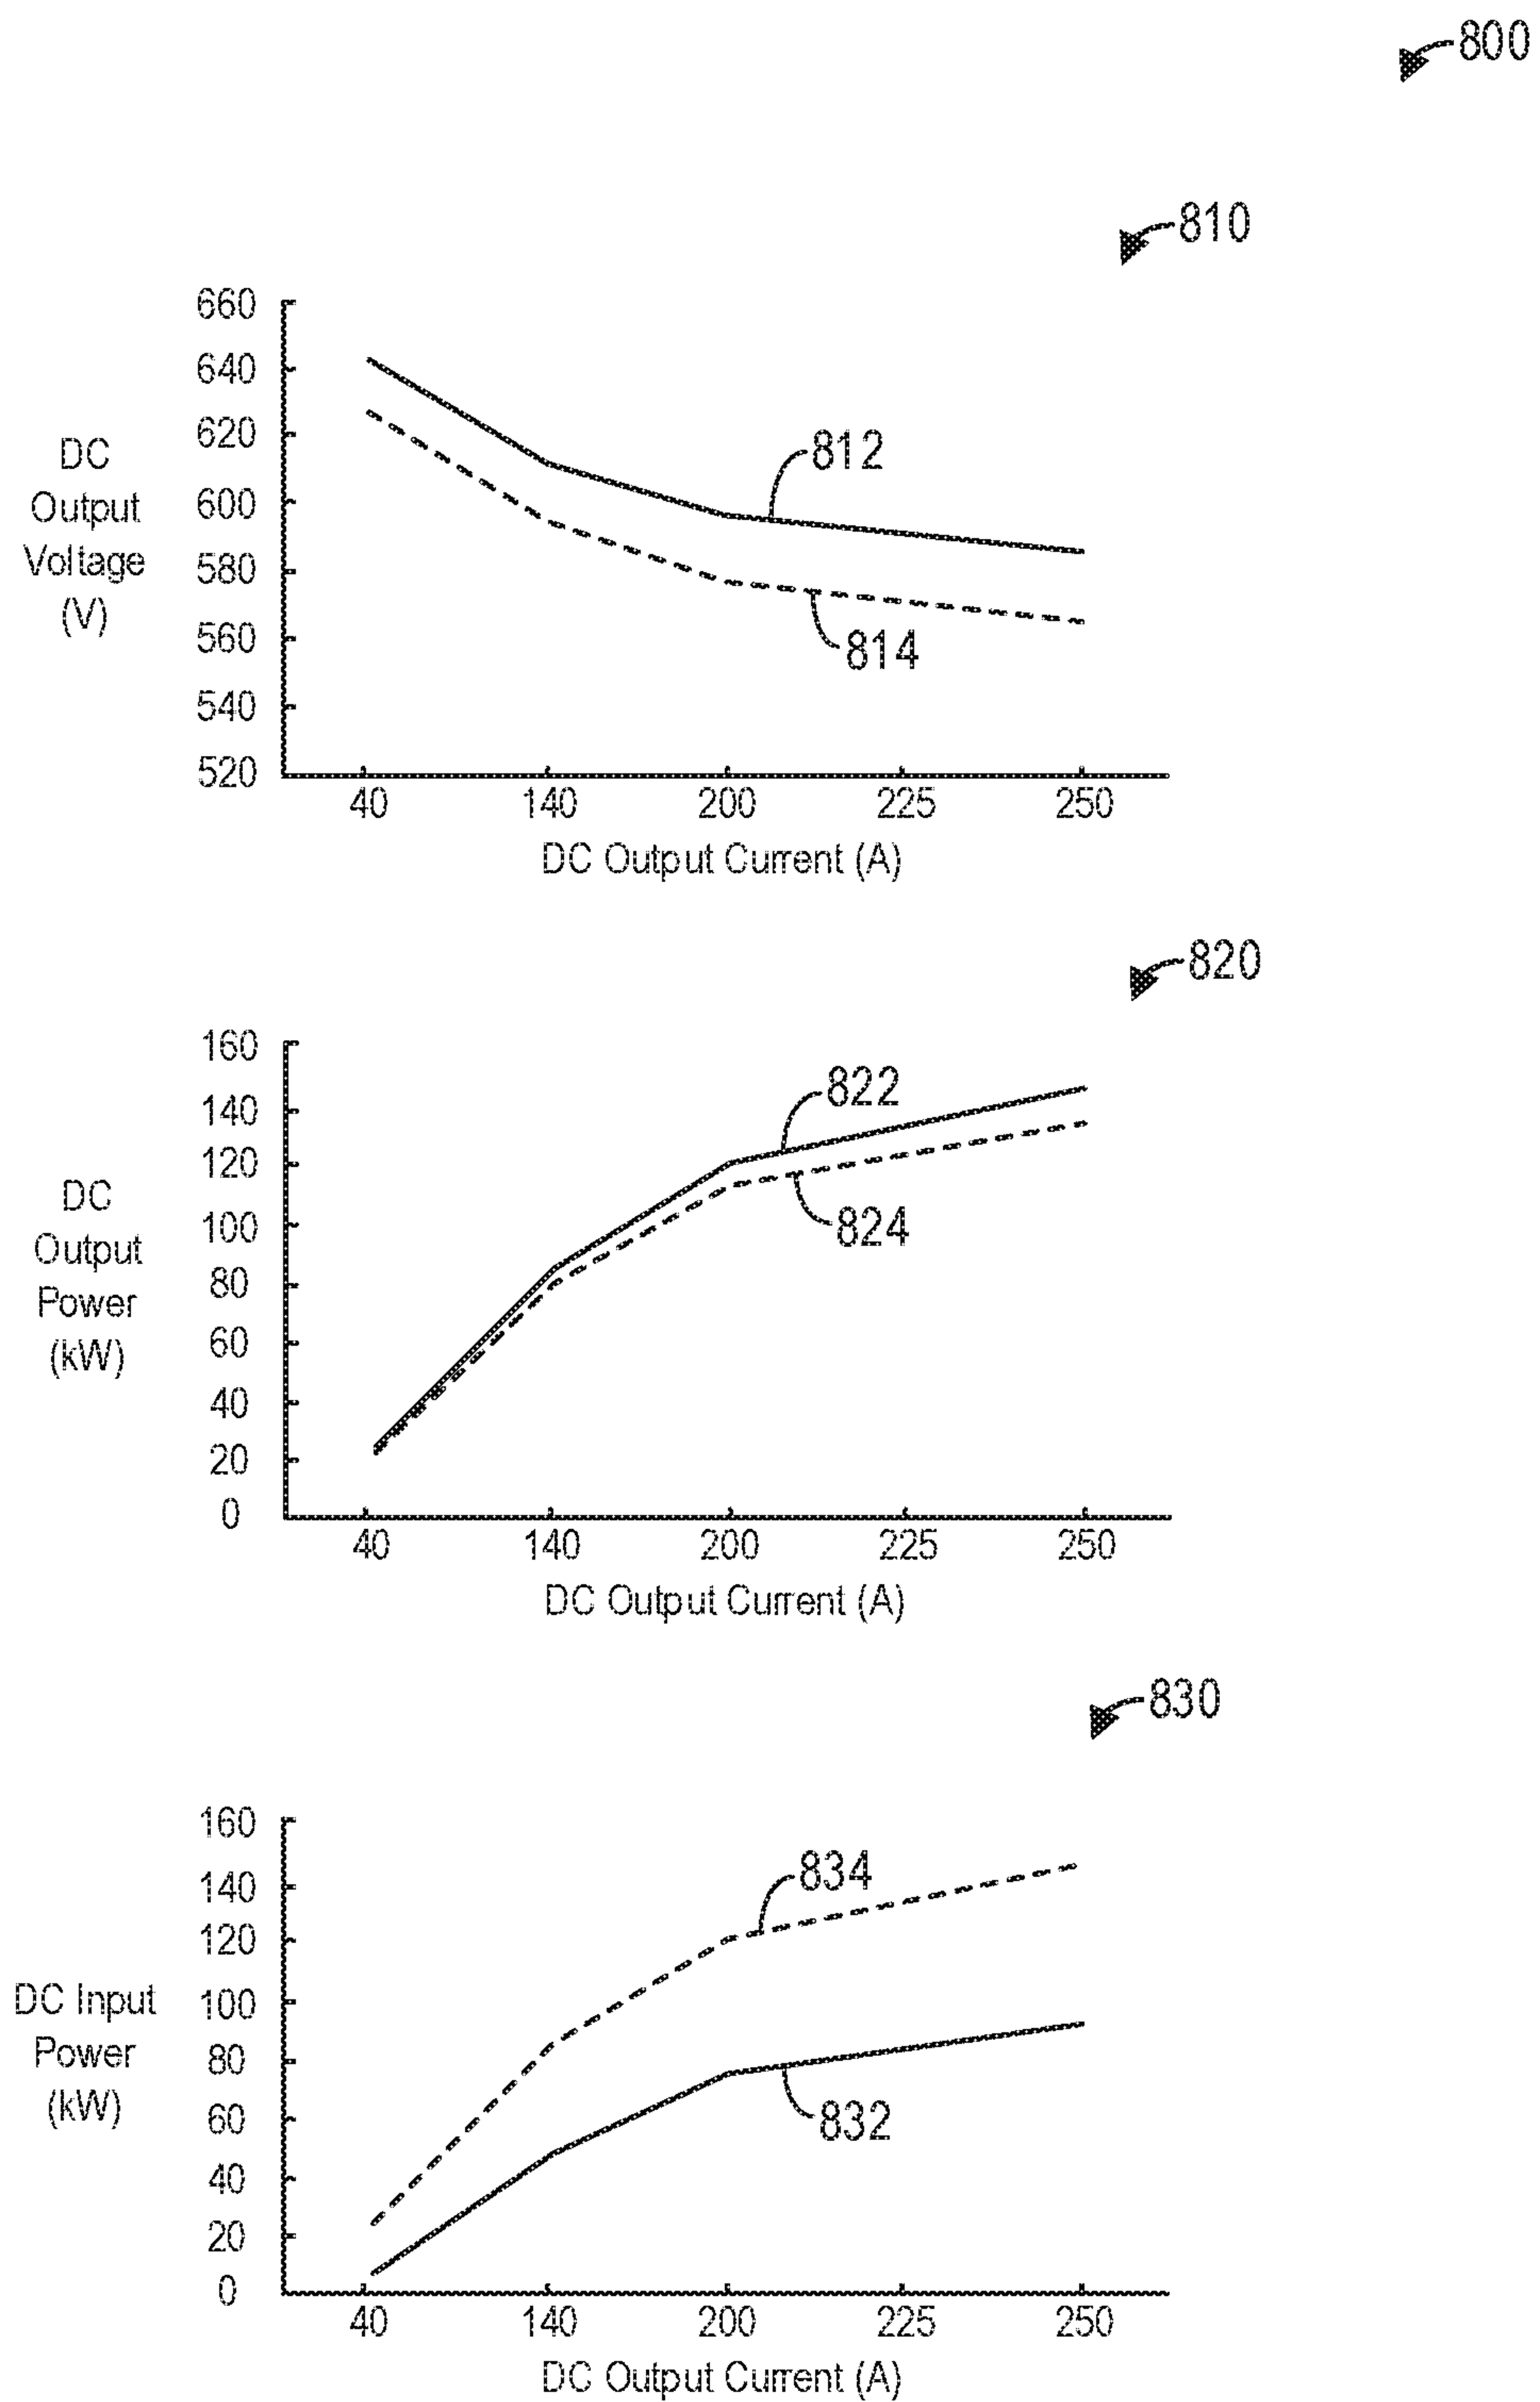 800
810
660
640
620
600
580
560
540
520
DC
Output
Voltage
(V)
812
814
40 140 200 225 250
DC Output Current (A)
820
160
140
120
100
80
60
40
20
0
DC
Output
Power
(kW)
822
824
40 140 200 225 250
DC Output Current (A)
830
160
140
120
100
80
60
40
20
0
DC Input
Power
(kW)
834
832
40 140 200 225 250
DC Output Current (A)